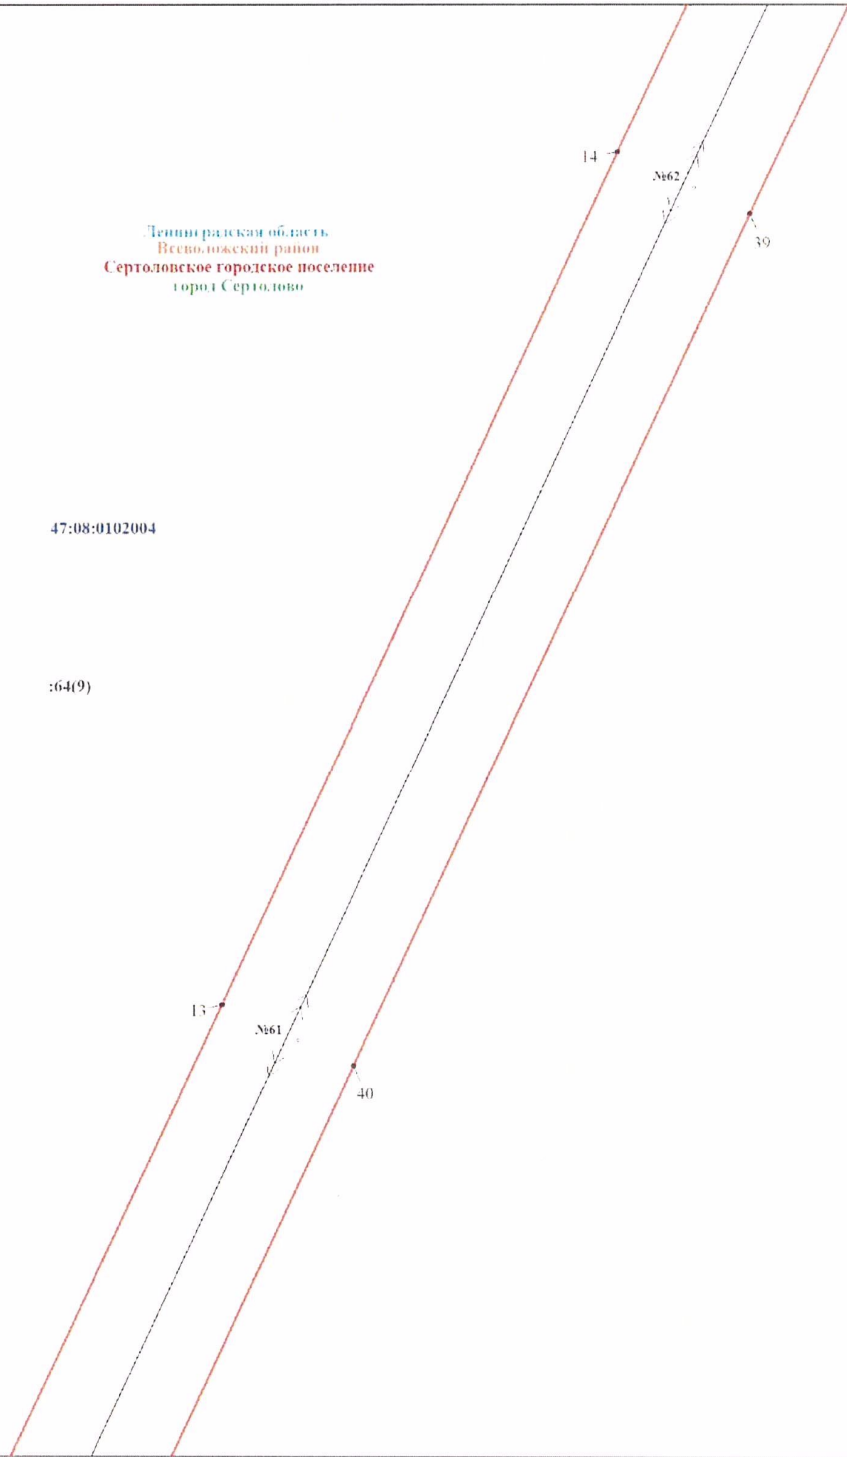 14
№62
39
Ленинградская область
Всеволожский район
Сертоловское городское поселение
город Сертолово
47:08:0102004
:64(9)
13
№61
40